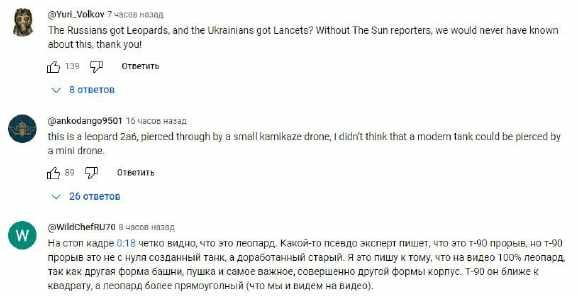 @Yuri_Volkov 7 часов назад
The Russians got Leopards, and the Ukrainians got Lancets? Without The Sun reporters, we would never have known
about this, thank you!
139 Ответить
8 ответов
@ankodango9501 16 часов назад
this is a leopard 2a6, pierced through by a small kamikaze drone, I didn't think that a modern tank could be pierced by
a mini drone.
89 Ответить
26 ответов
W
@WildChefRU70 8 часов назад
На стоп кадре 0:18 четко видно, что это леопард. Какой-то псевдо эксперт пишет, что это т-90 прорыв, но т-90
прорыв это не с нуля созданный танк, а доработанный старый. Я это пишу к тому, что на видео 100% леопард,
так как другая форма башни, пушка и самое важное, совершенно другой формы корпус. Т-90 он ближе к
квадрату, а леопард более прямоугольный (что мы и видем на видео).